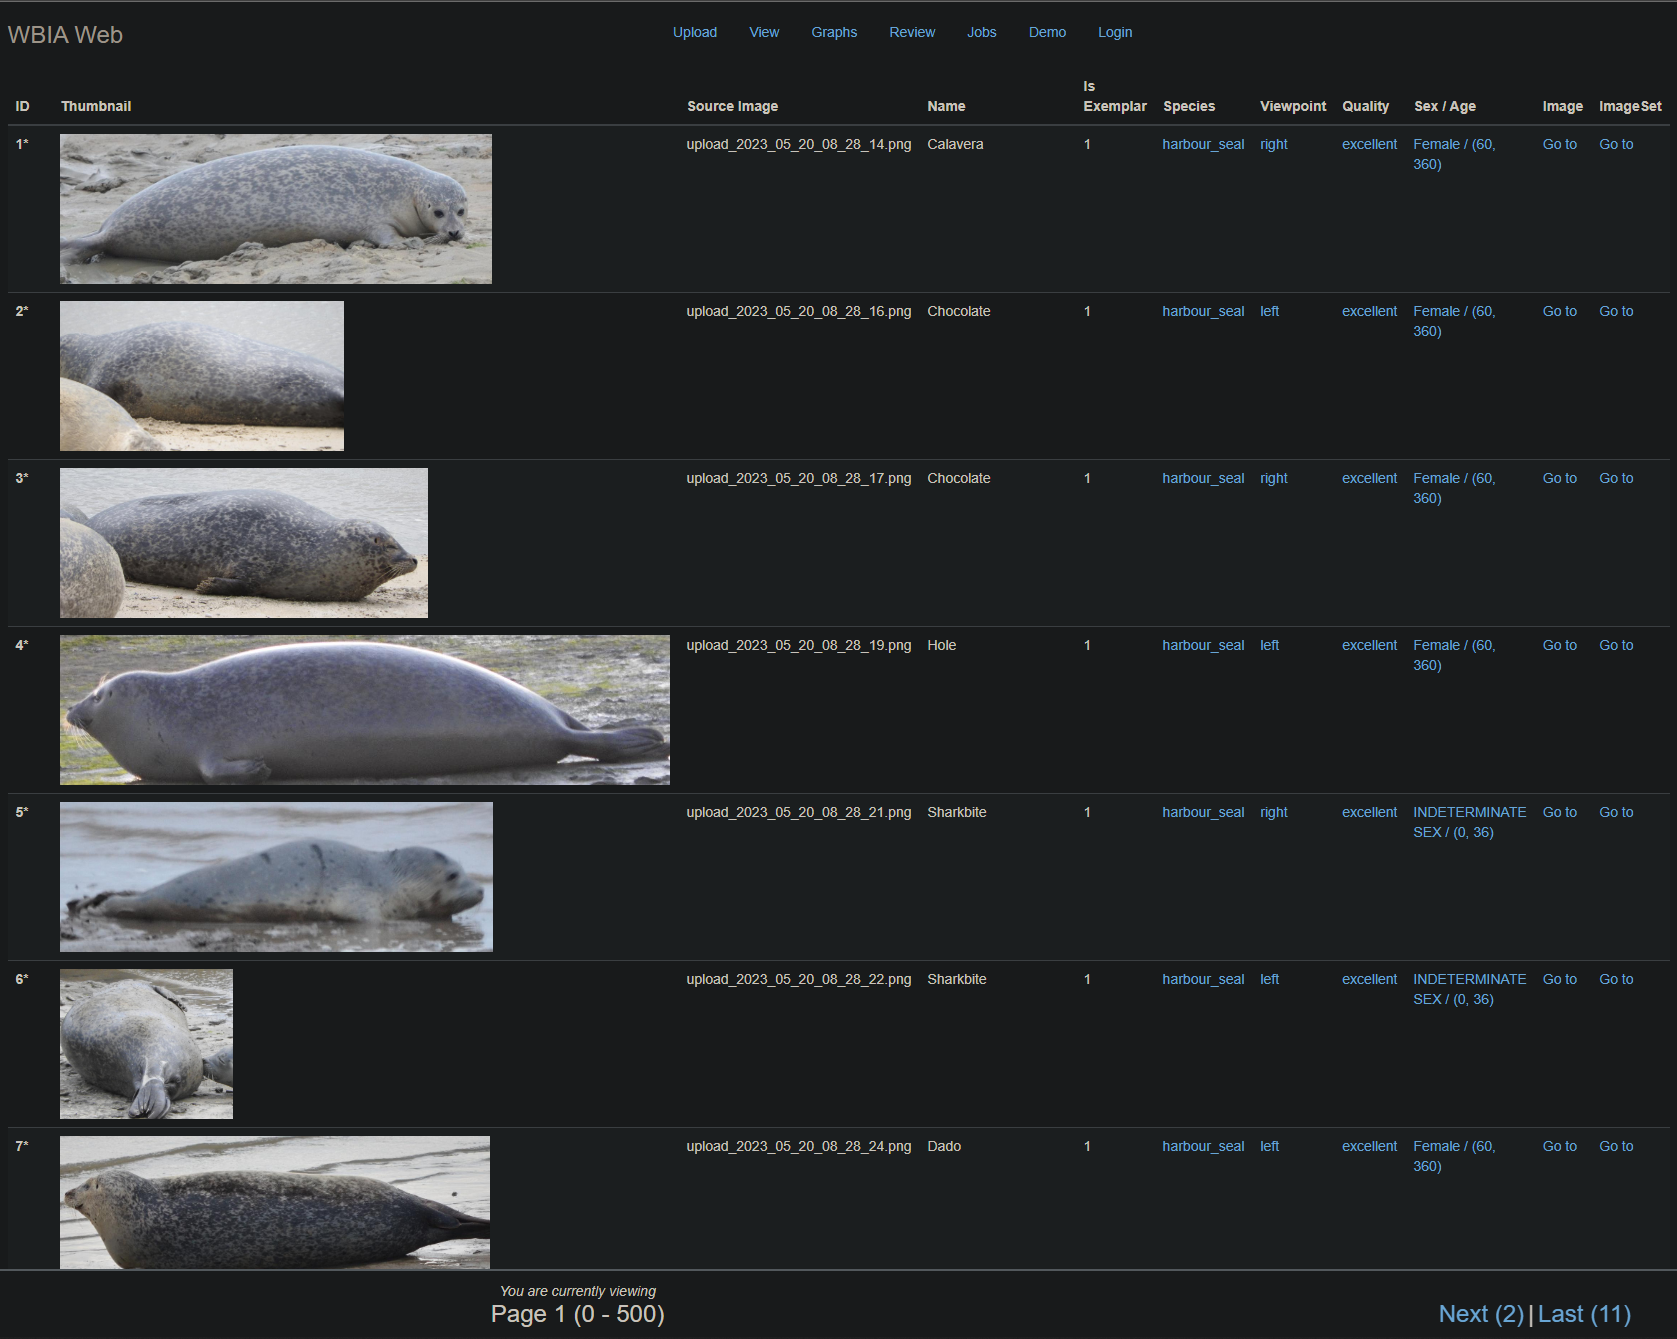 WBIA Web
Upload View Graphs Review Jobs Demo Login
ID Thumbnail Source Image Name Is Exemplar Species Viewpoint Quality Sex / Age Image ImageSet
1* upload_2023_05_20_08_28_14.png Calavera 1 harbour_seal right excellent Female / (60, Go to Go to
360)
2* upload_2023_05_20_08_28_16.png Chocolate 1 harbour_seal left excellent Female / (60, Go to Go to
360)
3* upload_2023_05_20_08_28_17.png Chocolate 1 harbour_seal right excellent Female / (60, Go to Go to
360)
4* upload_2023_05_20_08_28_19.png Hole 1 harbour_seal left excellent Female / (60, Go to Go to
360)
5* upload_2023_05_20_08_28_21.png Sharkbite 1 harbour_seal right excellent INDETERMINATE Go to Go to
SEX / (0, 36)
6* upload_2023_05_20_08_28_22.png Sharkbite 1 harbour_seal left excellent INDETERMINATE Go to Go to
SEX / (0, 36)
7* upload_2023_05_20_08_28_24.png Dado 1 harbour_seal left excellent Female / (60, Go to Go to
360)
You are currently viewing
Page 1 (0 - 500) Next (2) | Last (11)